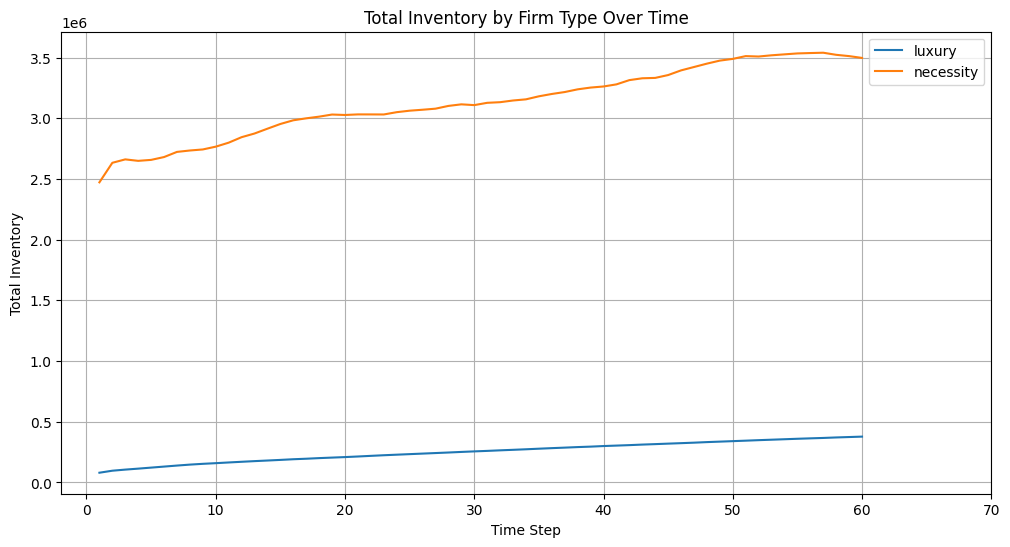 Total Inventory by Firm Type Over Time
1e6
luxury
necessity
3.5
3.0
2.5
2.0
1.5
1.0
0.5
0.0
Total Inventory
0 10 20 30 40 50 60 70
Time Step